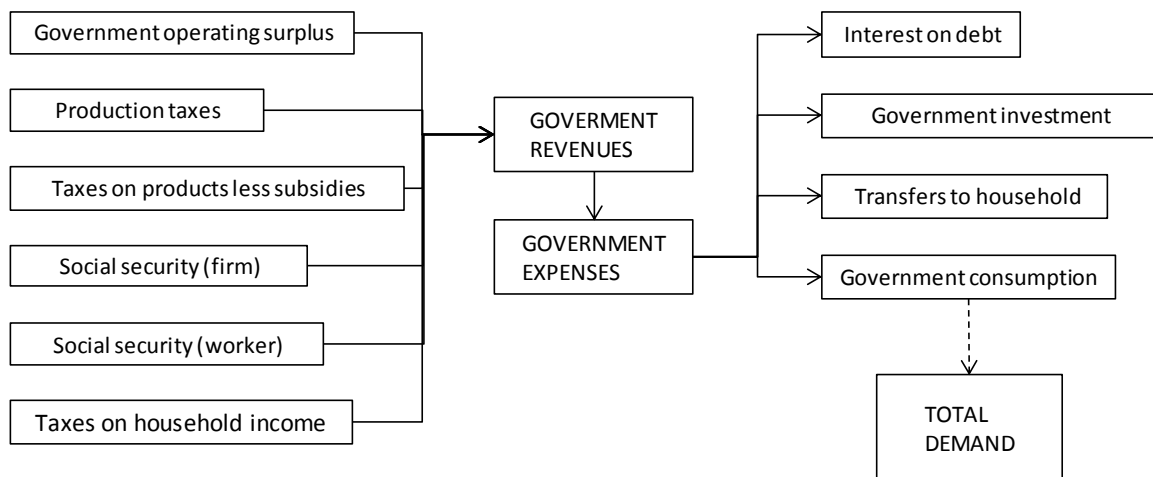 Government operating surplus
Production taxes
Taxes on products less subsidies
Social security (firm)
Social security (worker)
Taxes on household income
GOVERMENT
REVENUES
GOVERNMENT
EXPENSES
Interest on debt
Government investment
Transfers to household
Government consumption
TOTAL
DEMAND